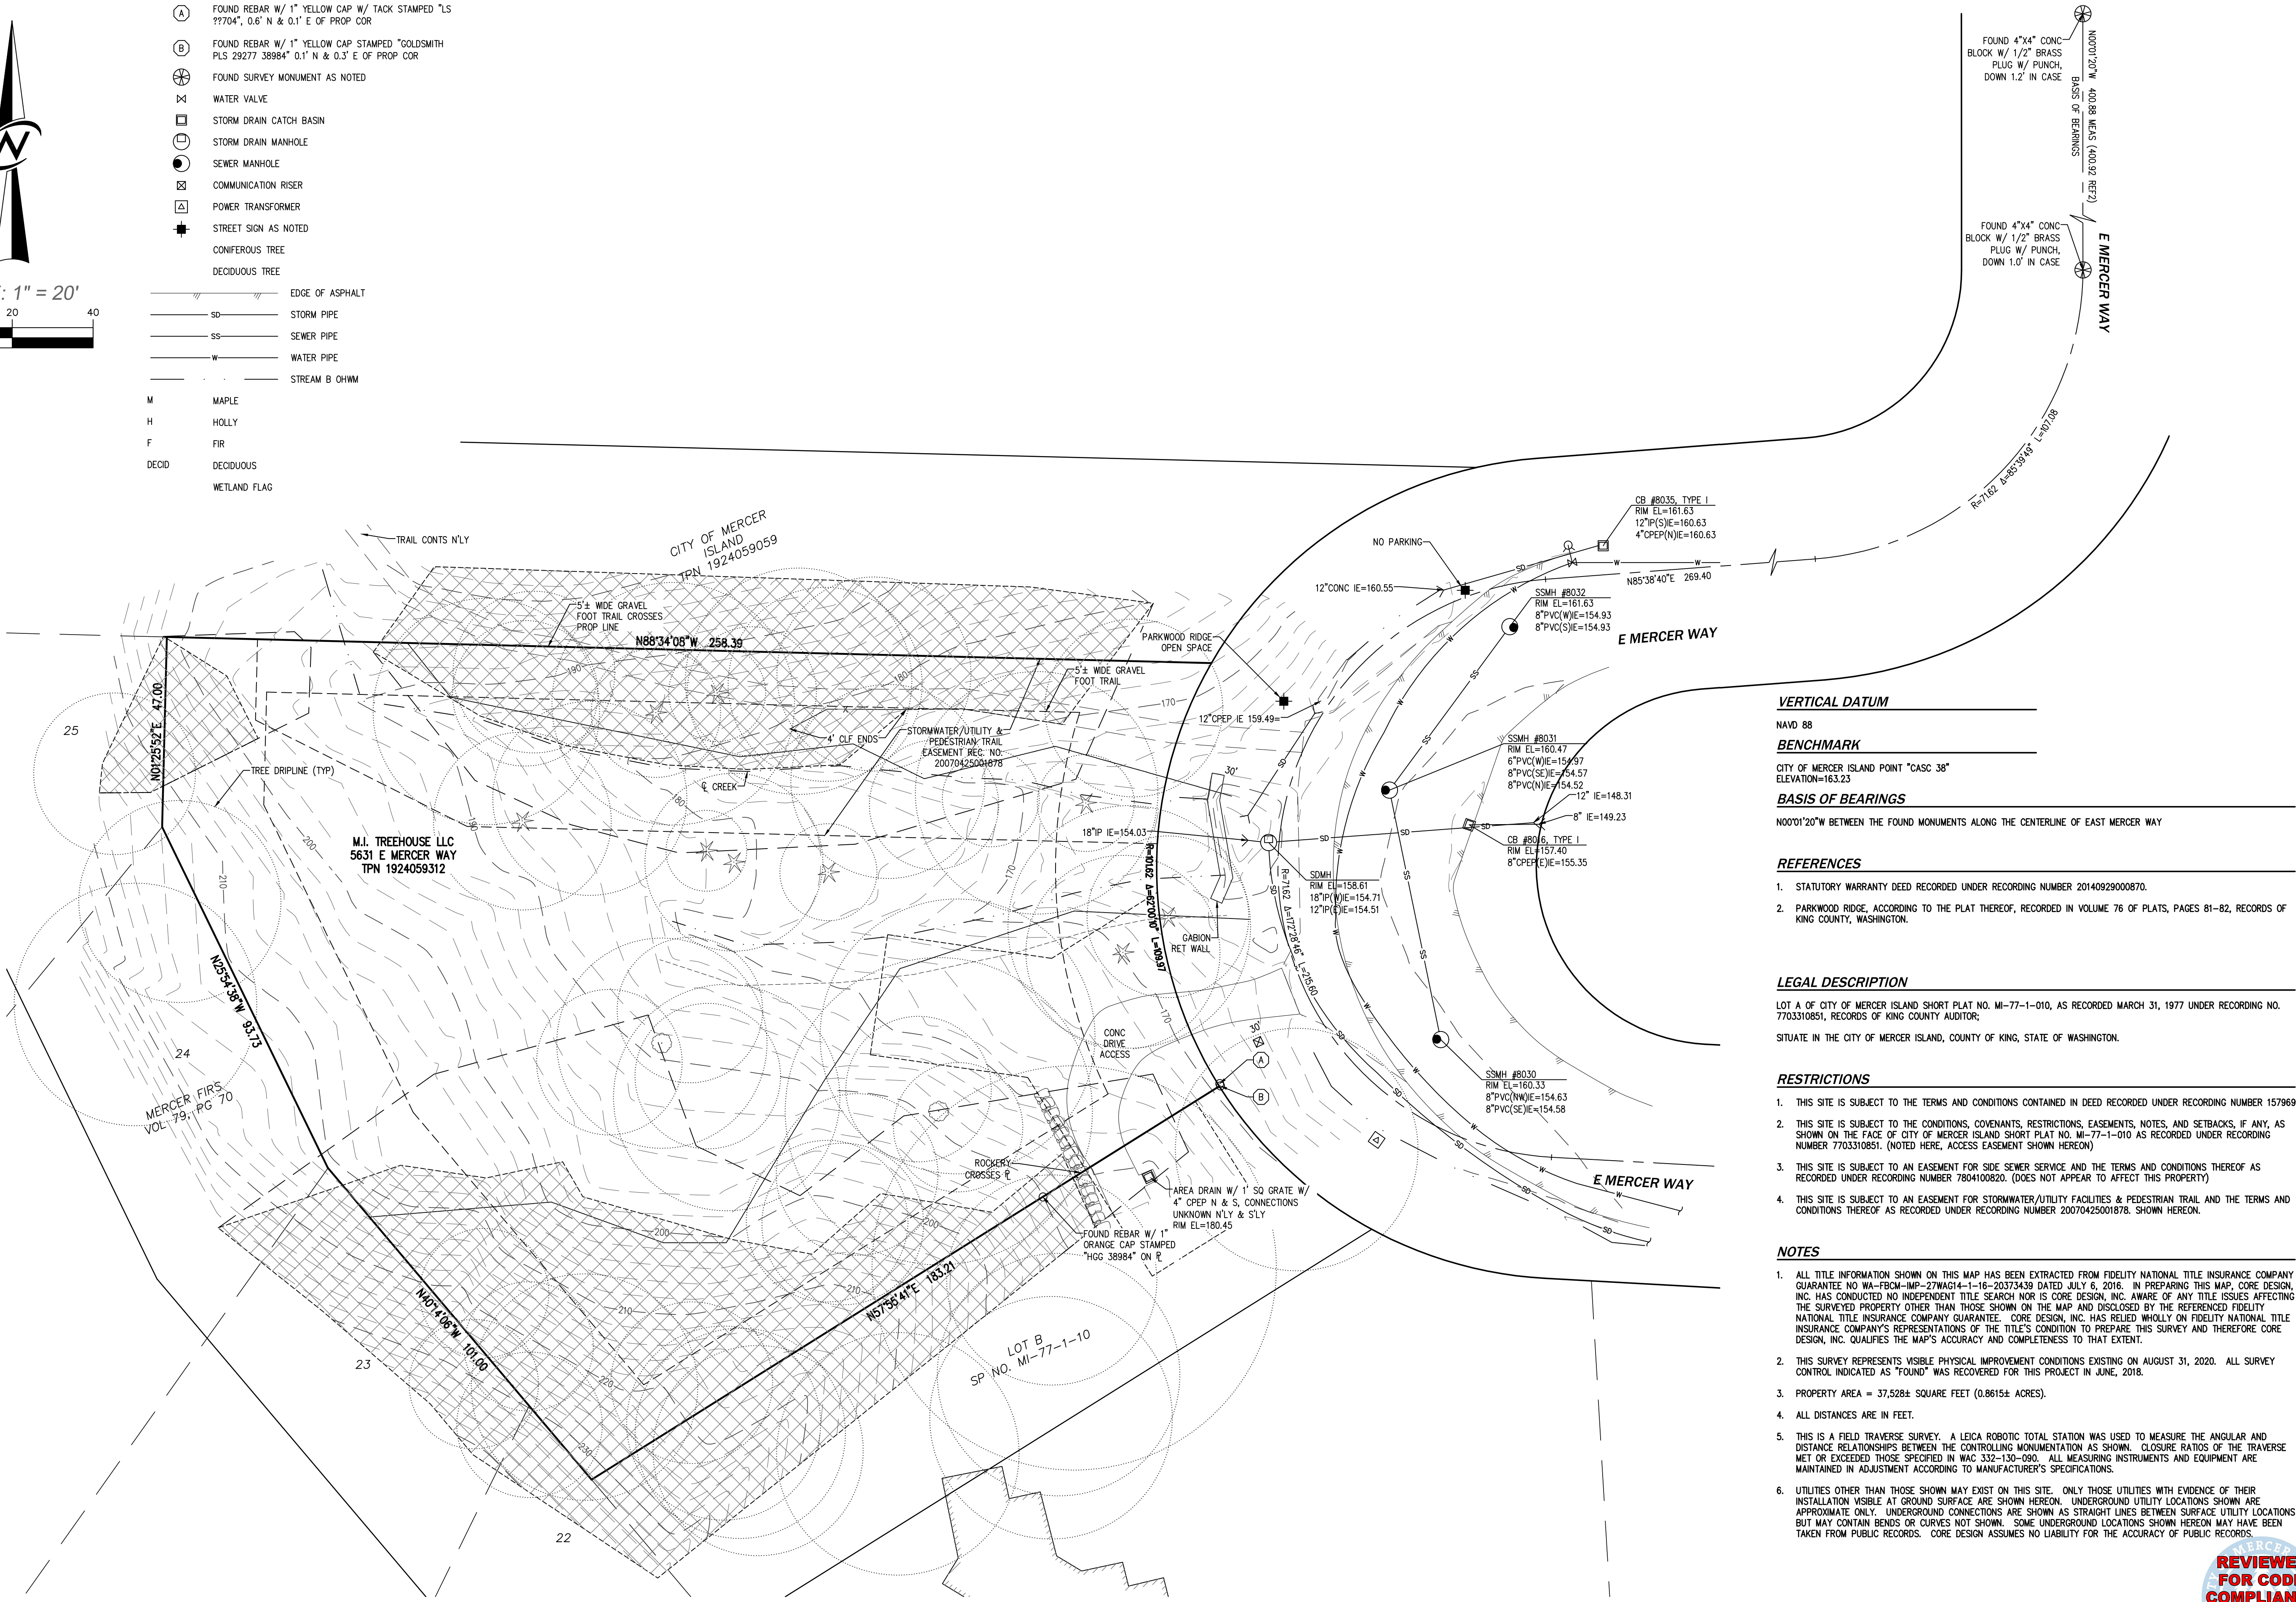 FOUND REBAR W/ 1" YELLOW CAP W/ TACK STAMPED "LS
??704", 0.6' N & 0.1' E OF PROP COR
A
FOUND REBAR W/ 1" YELLOW CAP STAMPED "GOLDSMITH
PLS 29277 38984" 0.1' N & 0.3' E OF PROP COR
B
FOUND SURVEY MONUMENT AS NOTED
WATER VALVE
STORM DRAIN CATCH BASIN
STORM DRAIN MANHOLE
SEWER MANHOLE
COMMUNICATION RISER
POWER TRANSFORMER
STREET SIGN AS NOTED
CONIFEROUS TREE
DECIDUOUS TREE
EDGE OF ASPHALT
SD STORM PIPE
SS SEWER PIPE
W WATER PIPE
STREAM B OHWM
M MAPLE
H HOLLY
F FIR
DECID DECIDUOUS
WETLAND FLAG
N
: 1" = 20'
20 40
FOUND 4"X4" CONC
BLOCK W/ 1/2" BRASS
PLUG W/ PUNCH,
DOWN 1.2' IN CASE
N00°01'20"W 400.88 MEAS (400.92 REF2)
BASIS OF BEARINGS
FOUND 4"X4" CONC
BLOCK W/ 1/2" BRASS
PLUG W/ PUNCH,
DOWN 1.0' IN CASE
E MERCER WAY
R=71.62 Δ=85°39'49" L=107.08
TRAIL CONT'S N'LY
CITY OF MERCER
ISLAND
TPN 1924059059
5'± WIDE GRAVEL
FOOT TRAIL CROSSES
PROP LINE
N88°34'08"W 258.39
190
180
PARKWOOD RIDGE
OPEN SPACE
NO PARKING
12"CONC IE=160.55
CB #8035, TYPE I
RIM EL=161.63
12"IP(S)IE=160.63
4"CPEP(N)IE=160.63
N85°38'40"E 269.40
SSMH #8032
RIM EL=161.63
8"PVC(W)IE=154.93
8"PVC(S)IE=154.93
E MERCER WAY
5'± WIDE GRAVEL
FOOT TRAIL
170
12"CPEP IE 159.49=
25
N01°25'52"E 47.00
TREE DRIPLINE (TYP)
4' CLF ENDS
STORMWATER/UTILITY &
PEDESTRIAN TRAIL
EASEMENT REC. NO.
20070425001878
℄ CREEK
180
190
200
210
30'
SSMH #8031
RIM EL=160.47
6"PVC(W)IE=154.97
8"PVC(SE)IE=154.57
8"PVC(N)IE=154.52
12" IE=148.31
8" IE=149.23
CB #8016, TYPE I
RIM EL=157.40
8"CPEP(E)IE=155.35
M.I. TREEHOUSE LLC
5631 E MERCER WAY
TPN 1924059312
18"IP IE=154.03
SDMH
RIM EL=158.61
18"IP(W)IE=154.71
12"IP(E)IE=154.51
R=101.62 Δ=62°00'10" L=109.97
R=71.62 Δ=172°28'46" L=215.60
170
GABION
RET WALL
N25°54'38"W 93.73
24
MERCER FIRS
VOL 79, PG 70
CONC
DRIVE
ACCESS
170
30'
A
B
SSMH #8030
RIM EL=160.33
8"PVC(NW)IE=154.63
8"PVC(SE)IE=154.58
ROCKERY
CROSSES ℙ
AREA DRAIN W/ 1' SQ GRATE W/
4" CPEP N & S, CONNECTIONS
UNKNOWN N'LY & S'LY
RIM EL=180.45
FOUND REBAR W/ 1"
ORANGE CAP STAMPED
"HGG 38984" ON ℙ
E MERCER WAY
200
200
210
210
220
230
N57°55'41"E 183.21
N40°14'06"W 101.00
23
22
LOT B
SP NO. MI-77-1-10
VERTICAL DATUM
NAVD 88
BENCHMARK
CITY OF MERCER ISLAND POINT "CASC 38"
ELEVATION=163.23
BASIS OF BEARINGS
N00°01'20"W BETWEEN THE FOUND MONUMENTS ALONG THE CENTERLINE OF EAST MERCER WAY
REFERENCES
1. STATUTORY WARRANTY DEED RECORDED UNDER RECORDING NUMBER 20140929000870.
2. PARKWOOD RIDGE, ACCORDING TO THE PLAT THEREOF, RECORDED IN VOLUME 76 OF PLATS, PAGES 81-82, RECORDS OF
KING COUNTY, WASHINGTON.
LEGAL DESCRIPTION
LOT A OF CITY OF MERCER ISLAND SHORT PLAT NO. MI-77-1-010, AS RECORDED MARCH 31, 1977 UNDER RECORDING NO.
7703310851, RECORDS OF KING COUNTY AUDITOR;
SITUATE IN THE CITY OF MERCER ISLAND, COUNTY OF KING, STATE OF WASHINGTON.
RESTRICTIONS
1. THIS SITE IS SUBJECT TO THE TERMS AND CONDITIONS CONTAINED IN DEED RECORDED UNDER RECORDING NUMBER 157969
2. THIS SITE IS SUBJECT TO THE CONDITIONS, COVENANTS, RESTRICTIONS, EASEMENTS, NOTES, AND SETBACKS, IF ANY, AS
SHOWN ON THE FACE OF CITY OF MERCER ISLAND SHORT PLAT NO. MI-77-1-010 AS RECORDED UNDER RECORDING
NUMBER 7703310851. (NOTED HERE, ACCESS EASEMENT SHOWN HEREON)
3. THIS SITE IS SUBJECT TO AN EASEMENT FOR SIDE SEWER SERVICE AND THE TERMS AND CONDITIONS THEREOF AS
RECORDED UNDER RECORDING NUMBER 7804100820. (DOES NOT APPEAR TO AFFECT THIS PROPERTY)
4. THIS SITE IS SUBJECT TO AN EASEMENT FOR STORMWATER/UTILITY FACILITIES & PEDESTRIAN TRAIL AND THE TERMS AND
CONDITIONS THEREOF AS RECORDED UNDER RECORDING NUMBER 20070425001878. SHOWN HEREON.
NOTES
1. ALL TITLE INFORMATION SHOWN ON THIS MAP HAS BEEN EXTRACTED FROM FIDELITY NATIONAL TITLE INSURANCE COMPANY
GUARANTEE NO WA-FBCM-IMP-27WAG14-1-16-20373439 DATED JULY 6, 2016. IN PREPARING THIS MAP, CORE DESIGN,
INC. HAS CONDUCTED NO INDEPENDENT TITLE SEARCH NOR IS CORE DESIGN, INC. AWARE OF ANY TITLE ISSUES AFFECTING
THE SURVEYED PROPERTY OTHER THAN THOSE SHOWN ON THE MAP AND DISCLOSED BY THE REFERENCED FIDELITY
NATIONAL TITLE INSURANCE COMPANY GUARANTEE. CORE DESIGN, INC. HAS RELIED WHOLLY ON FIDELITY NATIONAL TITLE
INSURANCE COMPANY'S REPRESENTATIONS OF THE TITLE'S CONDITION TO PREPARE THIS SURVEY AND THEREFORE CORE
DESIGN, INC. QUALIFIES THE MAP'S ACCURACY AND COMPLETENESS TO THAT EXTENT.
2. THIS SURVEY REPRESENTS VISIBLE PHYSICAL IMPROVEMENT CONDITIONS EXISTING ON AUGUST 31, 2020. ALL SURVEY
CONTROL INDICATED AS "FOUND" WAS RECOVERED FOR THIS PROJECT IN JUNE, 2018.
3. PROPERTY AREA = 37,528± SQUARE FEET (0.8615± ACRES).
4. ALL DISTANCES ARE IN FEET.
5. THIS IS A FIELD TRAVERSE SURVEY. A LEICA ROBOTIC TOTAL STATION WAS USED TO MEASURE THE ANGULAR AND
DISTANCE RELATIONSHIPS BETWEEN THE CONTROLLING MONUMENTATION AS SHOWN. CLOSURE RATIOS OF THE TRAVERSE
MET OR EXCEEDED THOSE SPECIFIED IN WAC 332-130-090. ALL MEASURING INSTRUMENTS AND EQUIPMENT ARE
MAINTAINED IN ADJUSTMENT ACCORDING TO MANUFACTURER'S SPECIFICATIONS.
6. UTILITIES OTHER THAN THOSE SHOWN MAY EXIST ON THIS SITE. ONLY THOSE UTILITIES WITH EVIDENCE OF THEIR
INSTALLATION VISIBLE AT GROUND SURFACE ARE SHOWN HEREON. UNDERGROUND UTILITY LOCATIONS SHOWN ARE
APPROXIMATE ONLY. UNDERGROUND CONNECTIONS ARE SHOWN AS STRAIGHT LINES BETWEEN SURFACE UTILITY LOCATIONS
BUT MAY CONTAIN BENDS OR CURVES NOT SHOWN. SOME UNDERGROUND LOCATIONS SHOWN HEREON MAY HAVE BEEN
TAKEN FROM PUBLIC RECORDS. CORE DESIGN ASSUMES NO LIABILITY FOR THE ACCURACY OF PUBLIC RECORDS.
MERCER
REVIEWE
FOR COD
COMPLIAN